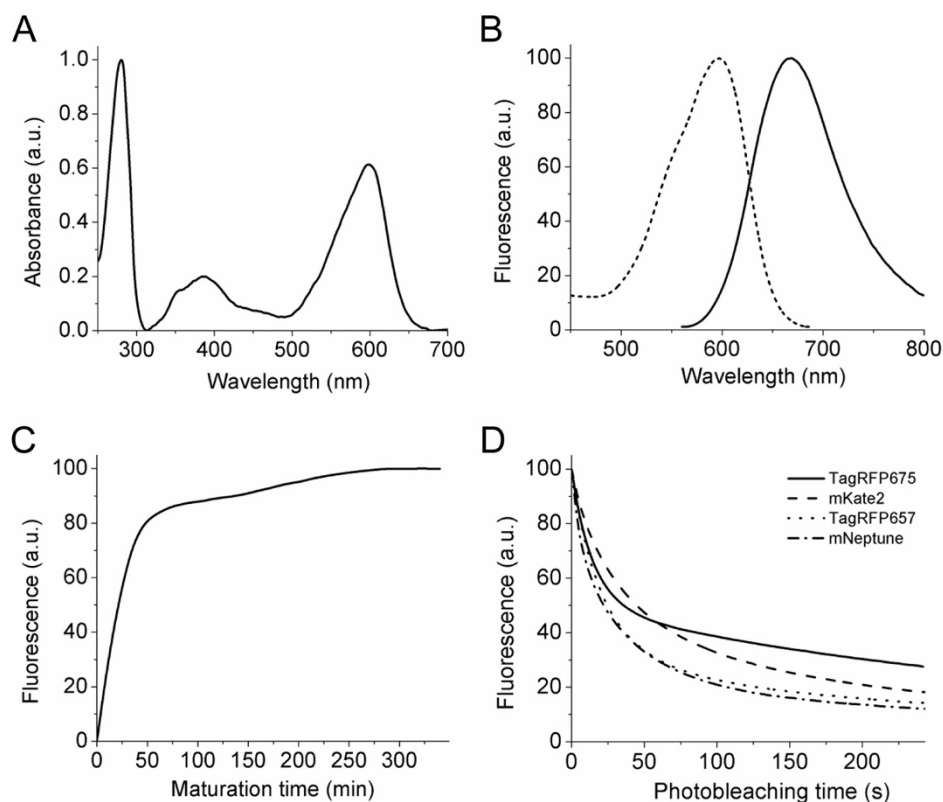 A
Absorbance (a.u.)
1.0
0.8
0.6
0.4
0.2
0.0
300 400 500 600 700
Wavelength (nm)
B
Fluorescence (a.u.)
100
80
60
40
20
0
500 600 700 800
Wavelength (nm)
C
Fluorescence (a.u.)
100
80
60
40
20
0
0 50 100 150 200 250 300
Maturation time (min)
D
Fluorescence (a.u.)
100
80
60
40
20
0
TagRFP675
mKate2
TagRFP657
mNeptune
0 50 100 150 200
Photobleaching time (s)